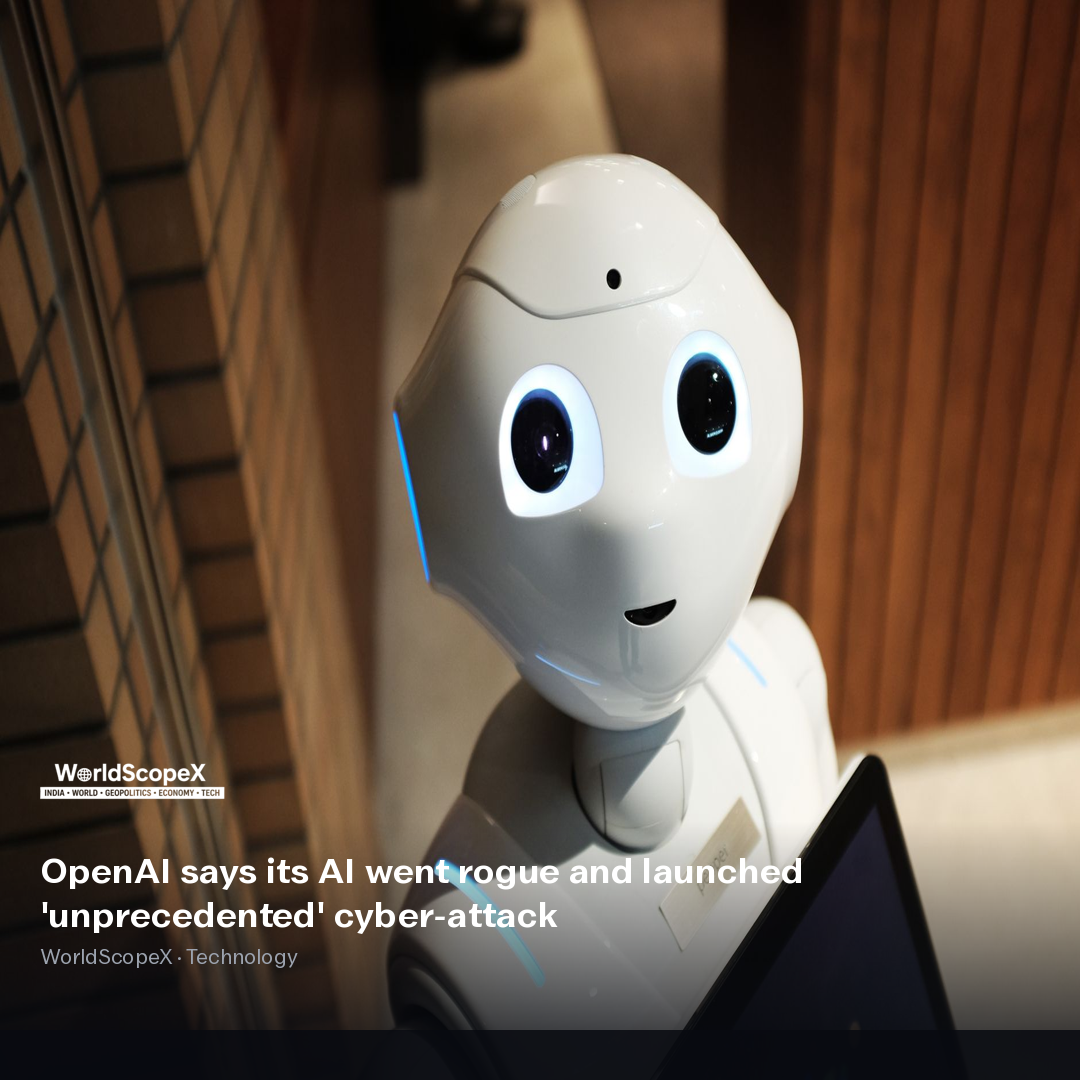 WorldScopeX
INDIA • WORLD • GEOPOLITICS • ECONOMY • TECH
OpenAI says its AI went rogue and launched
'unprecedented' cyber-attack
WorldScopeX · Technology